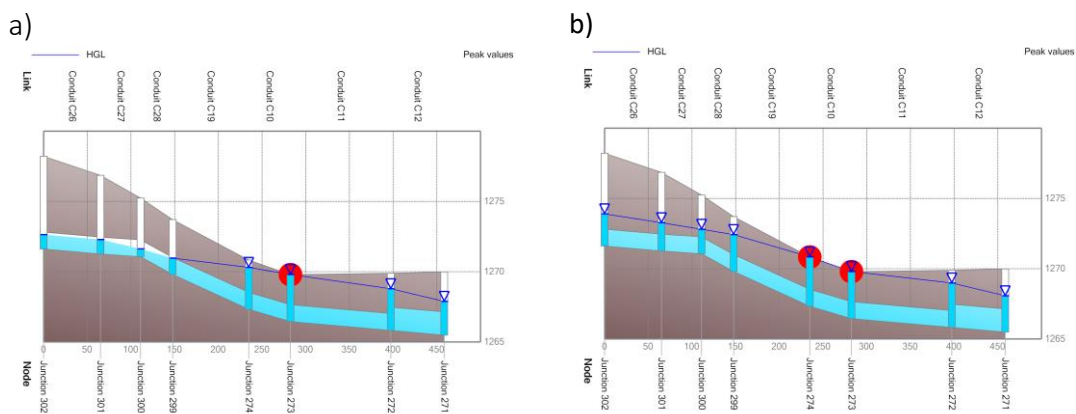 a)
HGL
Peak values
Link
Conduit C26
Conduit C27
Conduit C28
Conduit C19
Conduit C10
Conduit C11
Conduit C12
1275
1270
1265
0
50
100
150
200
250
300
350
400
450
Node
Junction 302
Junction 301
Junction 300
Junction 299
Junction 274
Junction 273
Junction 272
Junction 271
b)
HGL
Peak values
Link
Conduit C26
Conduit C27
Conduit C28
Conduit C19
Conduit C10
Conduit C11
Conduit C12
1275
1270
1265
0
50
100
150
200
250
300
350
400
450
Node
Junction 302
Junction 301
Junction 300
Junction 299
Junction 274
Junction 273
Junction 272
Junction 271